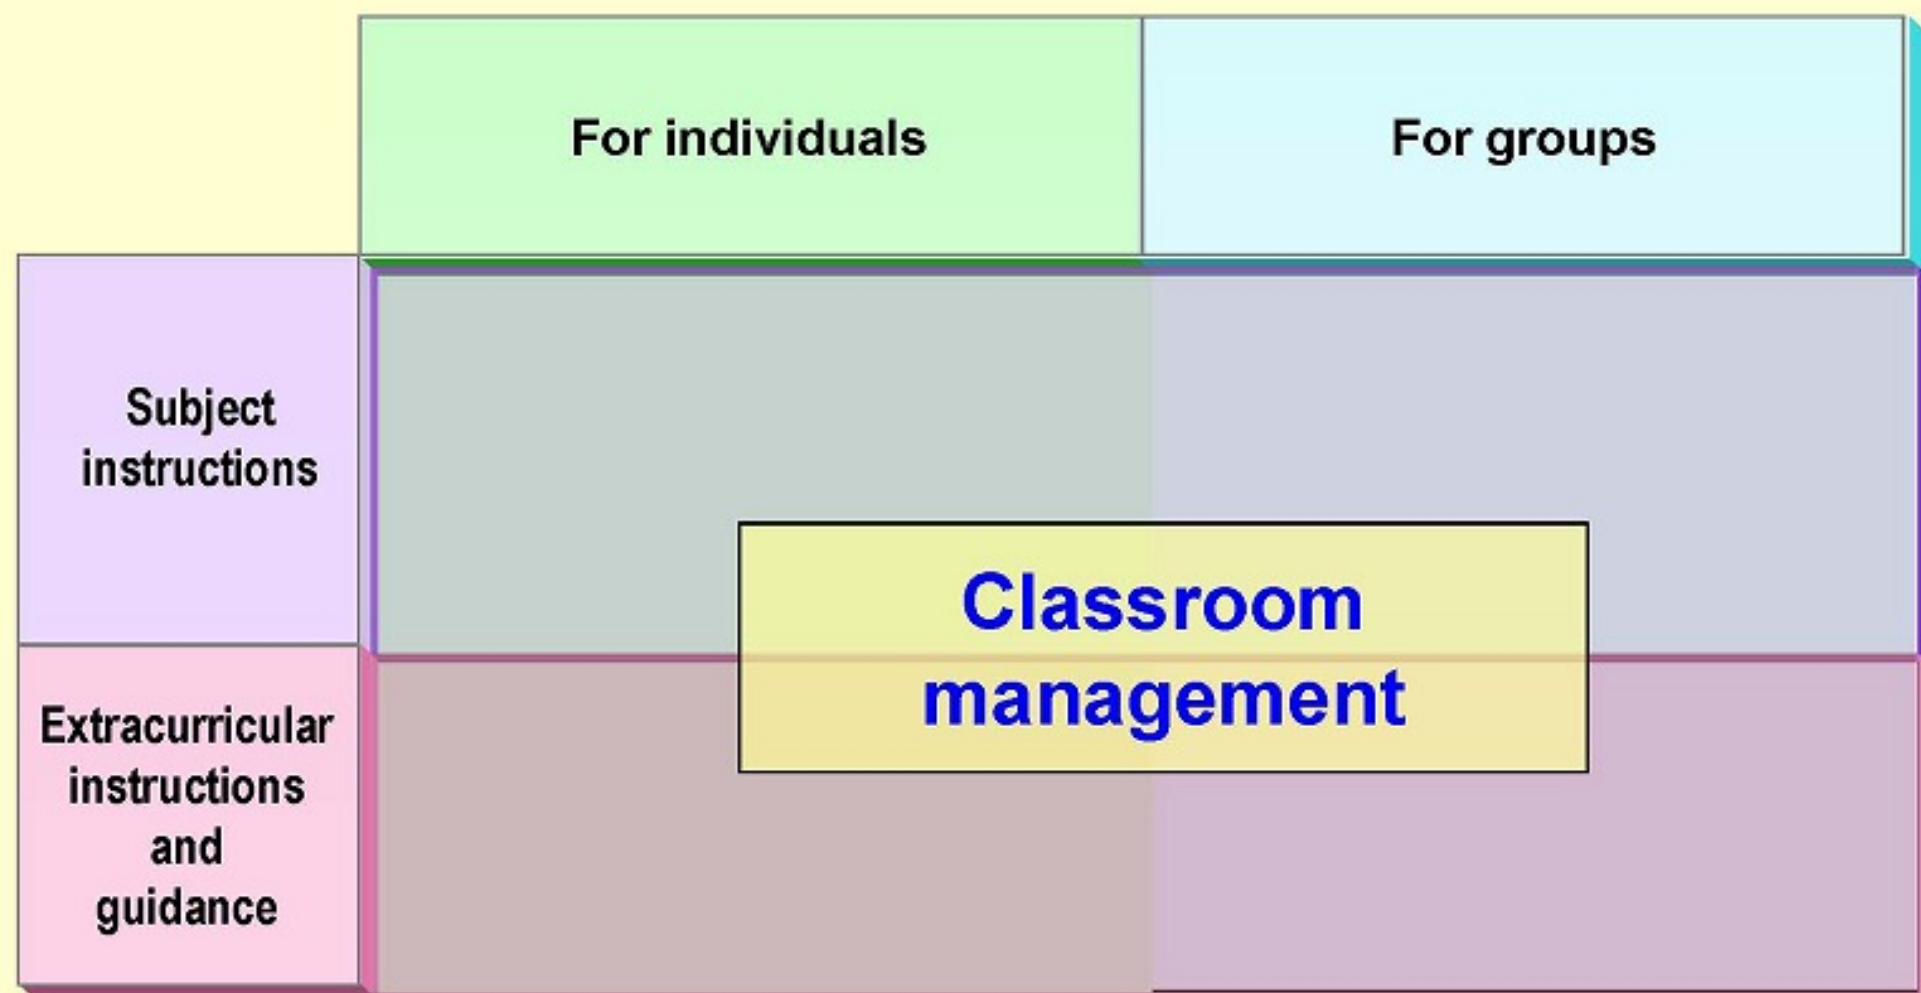 For individuals
For groups
Subject
instructions
Classroom
management
Extracurricular
instructions
and
guidance